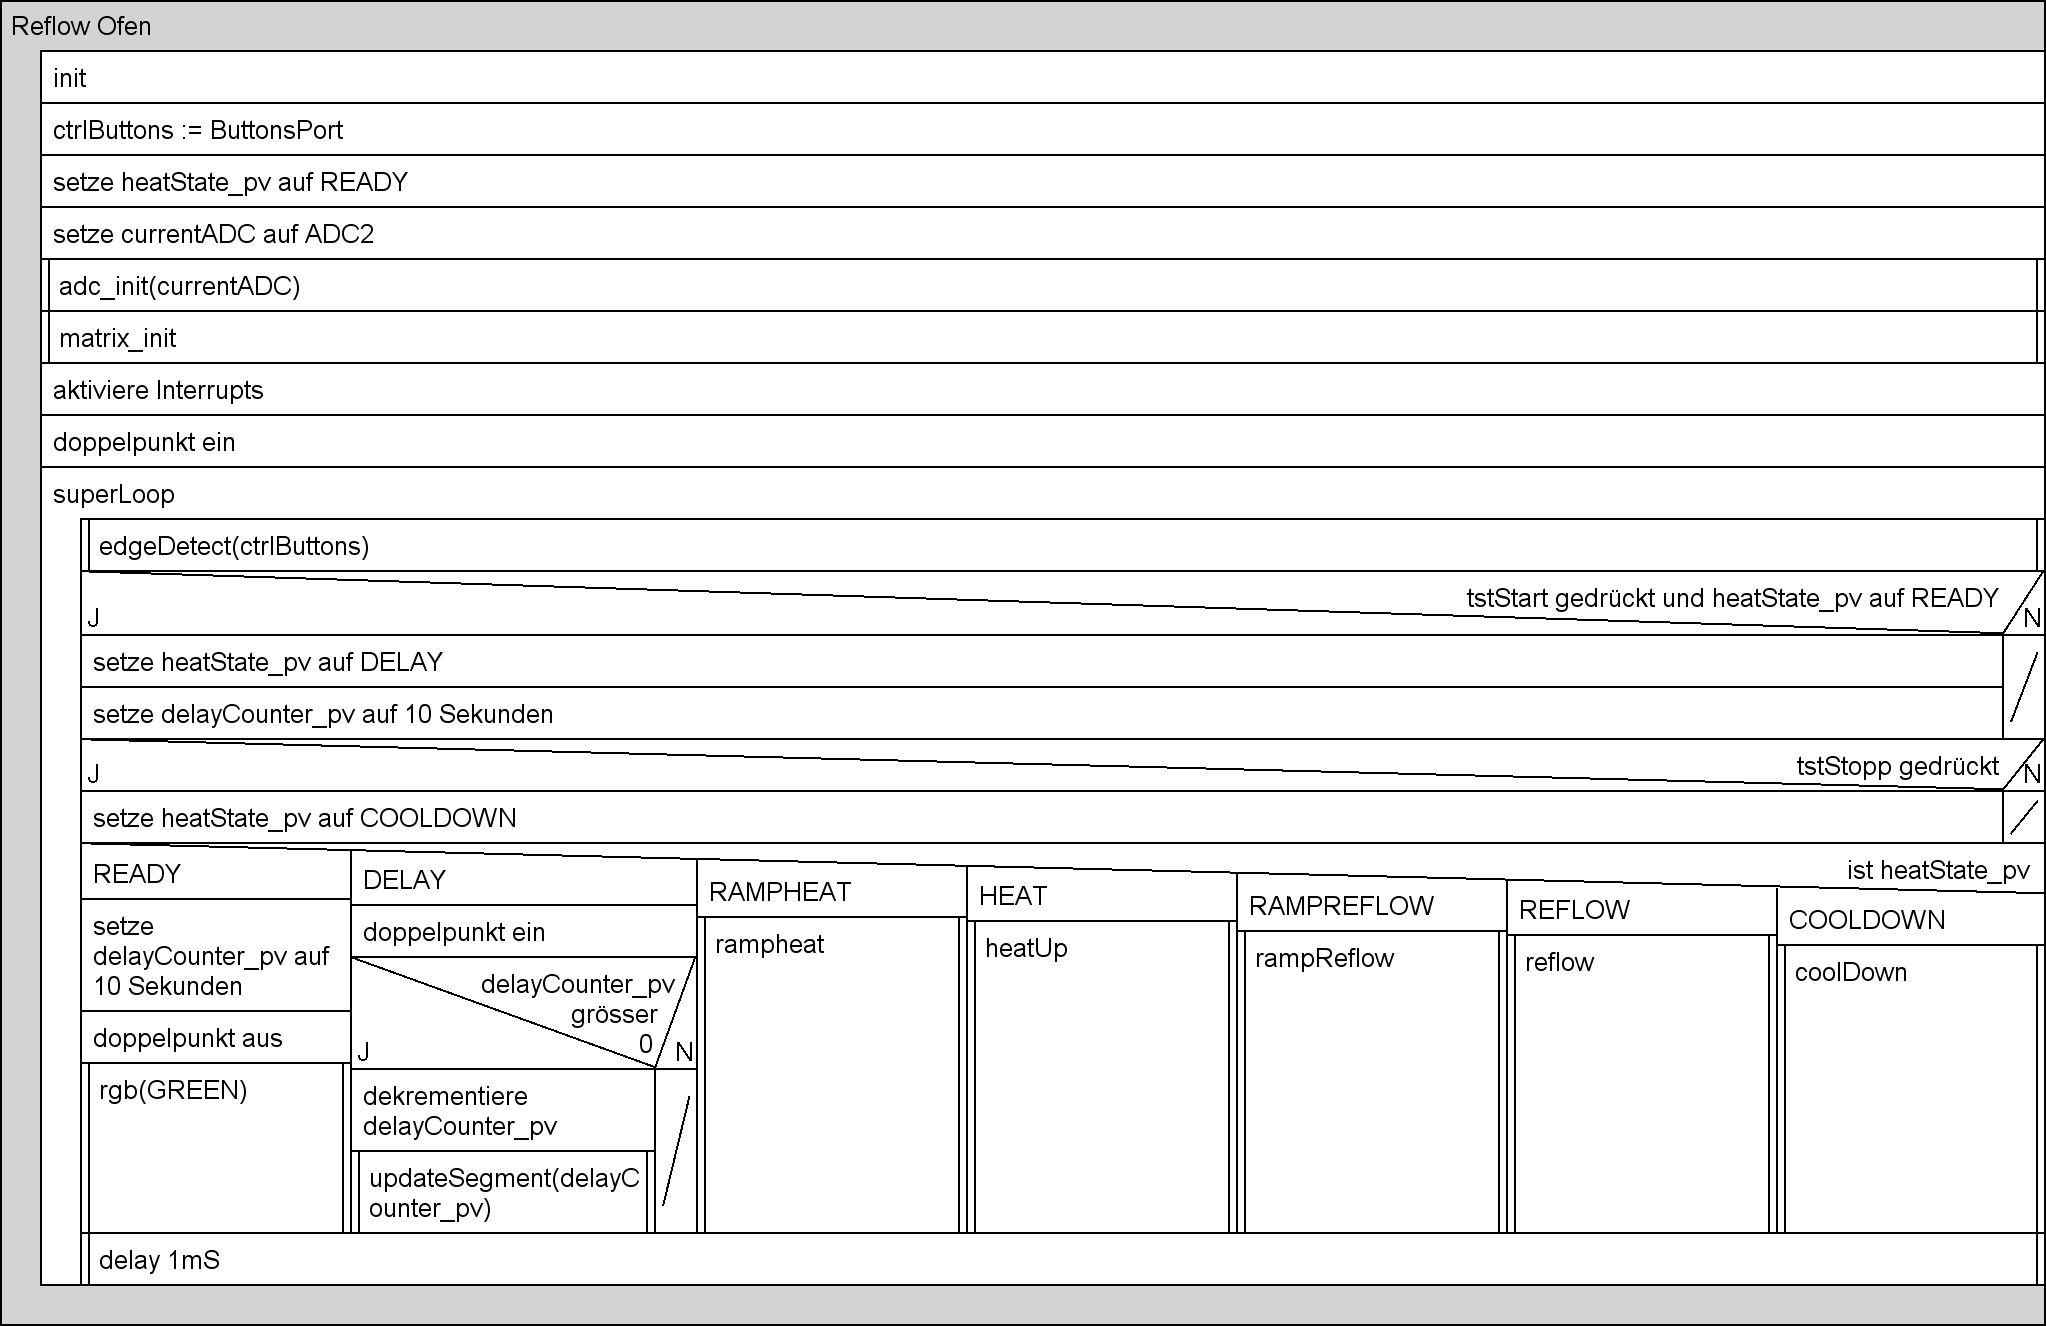 Reflow Ofen
init
ctrlButtons := ButtonsPort
setze heatState_pv auf READY
setze currentADC auf ADC2
adc_init(currentADC)
matrix_init
aktiviere Interrupts
doppelpunkt ein
superLoop
edgeDetect(ctrlButtons)
tstStart gedrückt und heatState_pv auf READY
J
N
setze heatState_pv auf DELAY
setze delayCounter_pv auf 10 Sekunden
tstStopp gedrückt
J
N
setze heatState_pv auf COOLDOWN
ist heatState_pv
READY
setze
delayCounter_pv auf
10 Sekunden
doppelpunkt aus
rgb(GREEN)
DELAY
doppelpunkt ein
delayCounter_pv
grösser
0
J
N
dekrementiere
delayCounter_pv
updateSegment(delayC
ounter_pv)
RAMPHEAT
rampheat
HEAT
heatUp
RAMPREFLOW
rampReflow
REFLOW
reflow
COOLDOWN
coolDown
delay 1mS